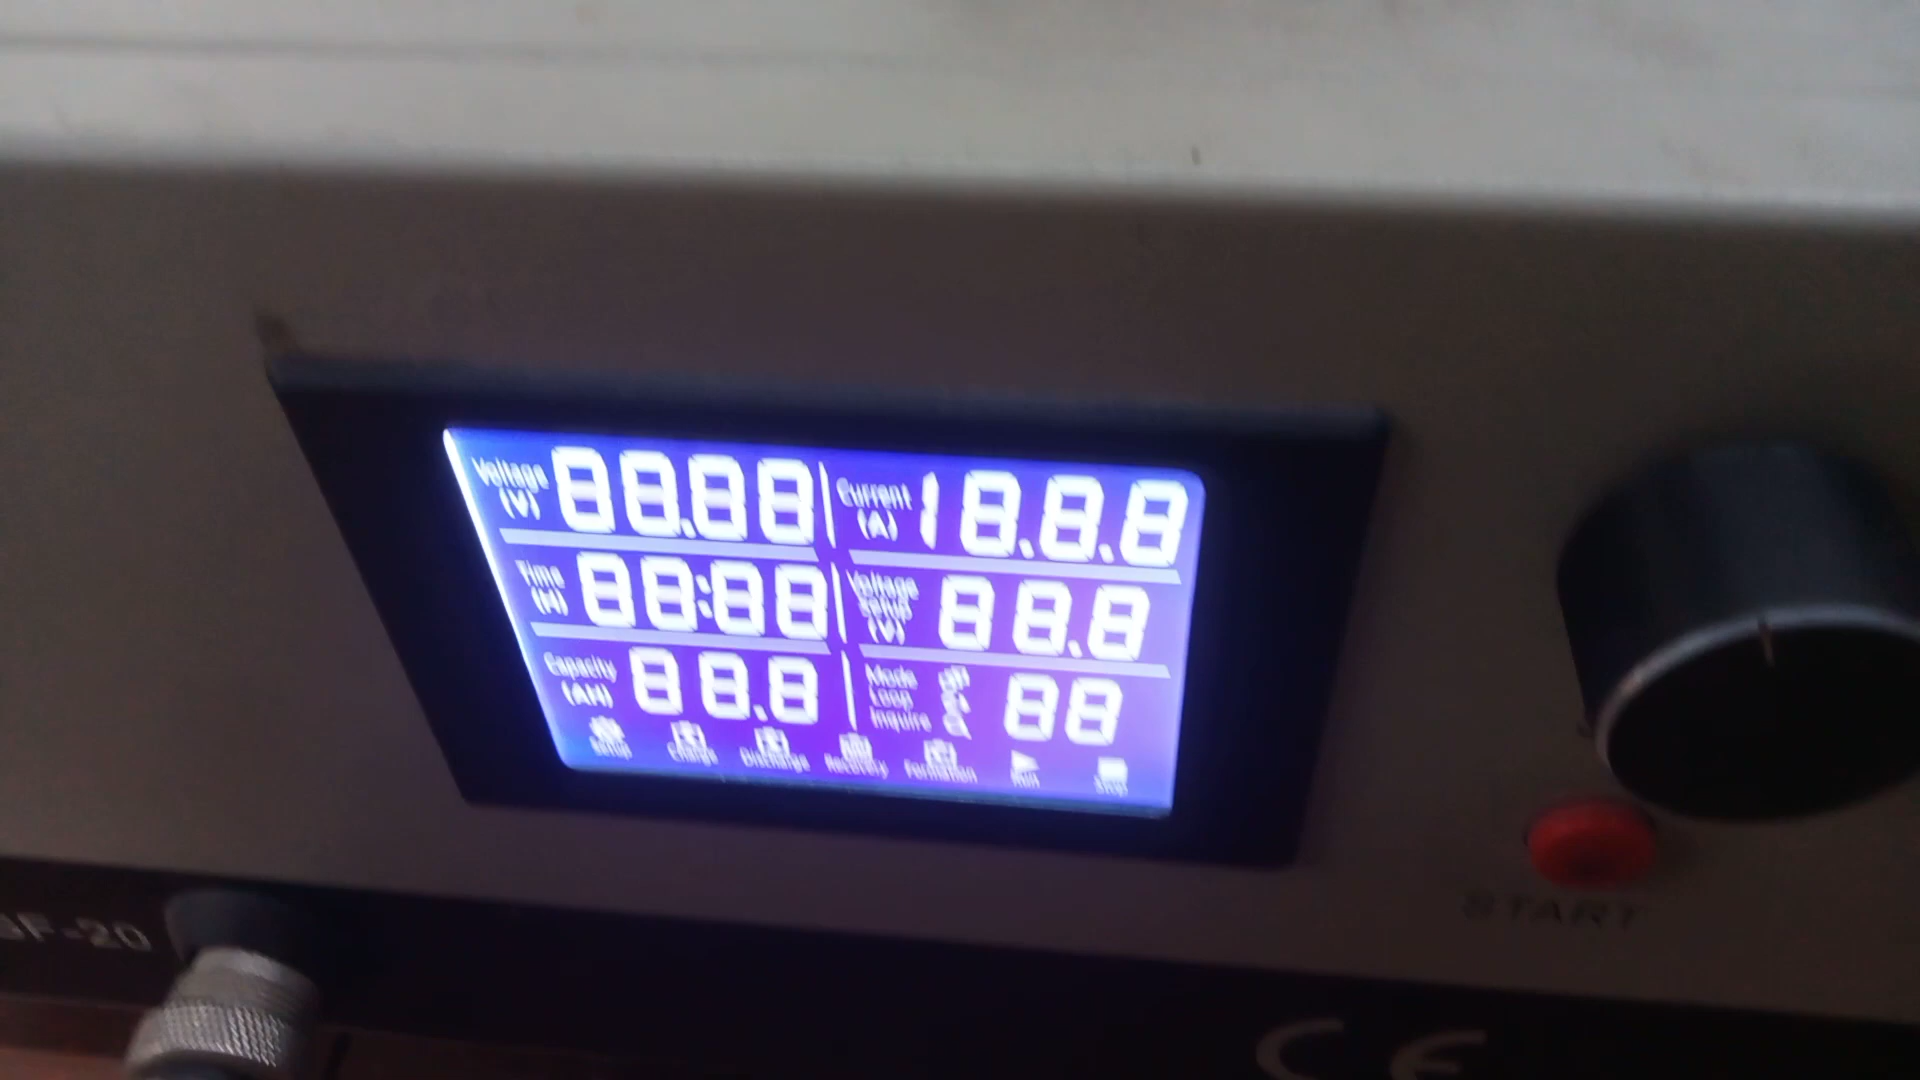 Voltage (V) 88.88
Current (A) 18.8.8
Time (M) 88:88
Voltage Setup (V) 88.8
Capacity (AH) 88.8
Mode
Loop
Inquire
88
Setup Charge Discharge Recovery Formation Run Stop
START
F-20
CE